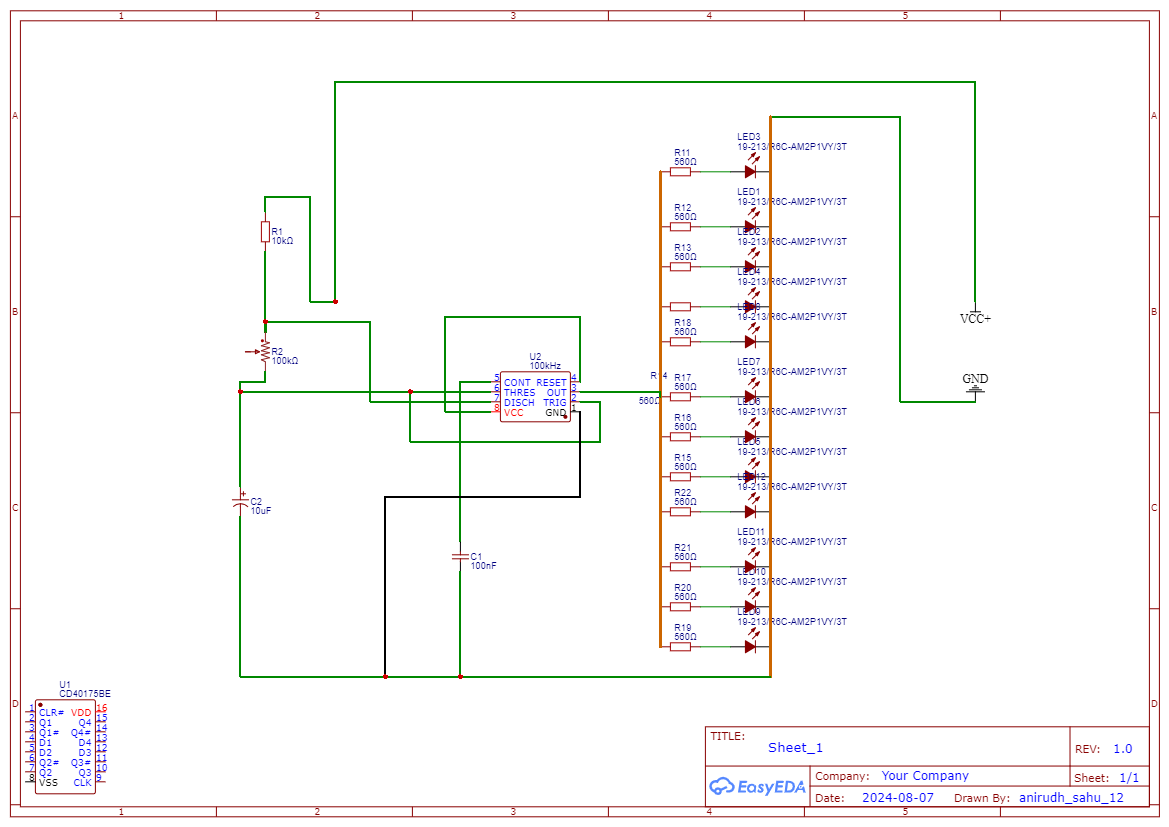 1 2 3 4 5
A A
B B
C C
D D
1 2 3 4 5
R1
10kΩ
R2
100kΩ
C2
10uF
C1
100nF
U2
100kHz
5 CONT RESET 4
6 THRES OUT 3
7 DISCH TRIG 2
8 VCC GND 1
R11
560Ω
LED3
19-213/R6C-AM2P1VY/3T
R12
560Ω
LED1
19-213/R6C-AM2P1VY/3T
R13
560Ω
LED2
19-213/R6C-AM2P1VY/3T
LED4
19-213/R6C-AM2P1VY/3T
R14
560Ω
R18
560Ω
19-213/R6C-AM2P1VY/3T
R17
560Ω
LED7
19-213/R6C-AM2P1VY/3T
R16
560Ω
LED6
19-213/R6C-AM2P1VY/3T
R15
560Ω
LED5
19-213/R6C-AM2P1VY/3T
R22
560Ω
LED12
19-213/R6C-AM2P1VY/3T
R21
560Ω
LED11
19-213/R6C-AM2P1VY/3T
R20
560Ω
LED10
19-213/R6C-AM2P1VY/3T
R19
560Ω
LED9
19-213/R6C-AM2P1VY/3T
VCC+
GND
U1
CD40175BE
1 CLR# VDD 16
2 Q1 Q4 15
3 Q1# Q4# 14
4 D1 D4 13
5 D2 D3 12
6 Q2# Q3# 11
7 Q2 Q3 10
8 VSS CLK 9
TITLE:
Sheet_1
REV: 1.0
EasyEDA
Company: Your Company
Sheet: 1/1
Date: 2024-08-07 Drawn By: anirudh_sahu_12